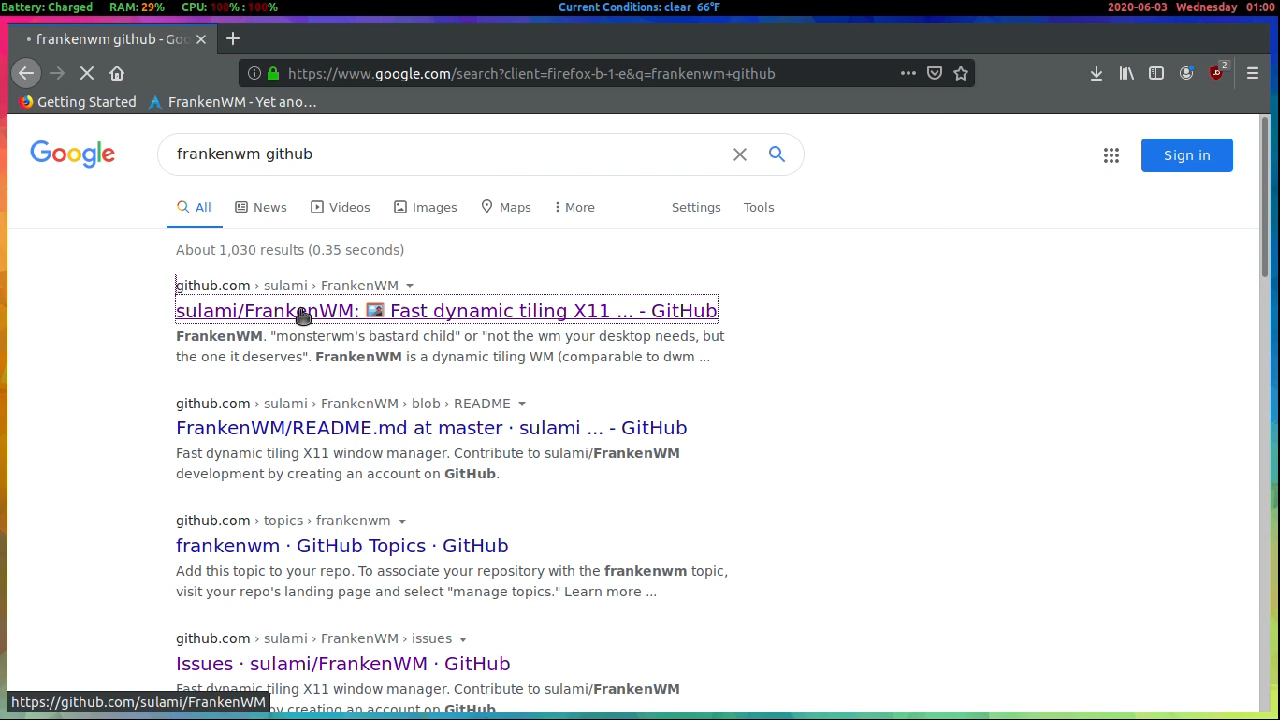 Battery: Charged RAM: 29% CPU: 100% : 100% Current Conditions: clear 66°F 2020-06-03 Wednesday 01:00
frankenwm github - Goo
https://www.google.com/search?client=firefox-b-1-e&q=frankenwm+github
2
Getting Started FrankenWM - Yet ano...
Google
frankenwm github
Sign in
All News Videos Images Maps More Settings Tools
About 1,030 results (0.35 seconds)
github.com › sulami › FrankenWM
sulami/FrankenWM: Fast dynamic tiling X11 ... - GitHub
FrankenWM. "monsterwm's bastard child" or "not the wm your desktop needs, but
the one it deserves". FrankenWM is a dynamic tiling WM (comparable to dwm ...
github.com › sulami › FrankenWM › blob › README
FrankenWM/README.md at master · sulami ... - GitHub
Fast dynamic tiling X11 window manager. Contribute to sulami/FrankenWM
development by creating an account on GitHub.
github.com › topics › frankenwm
frankenwm · GitHub Topics · GitHub
Add this topic to your repo. To associate your repository with the frankenwm topic,
visit your repo's landing page and select "manage topics." Learn more ...
github.com › sulami › FrankenWM › issues
Issues · sulami/FrankenWM · GitHub
Fast dynamic tiling X11 window manager. Contribute to sulami/FrankenWM
https://github.com/sulami/FrankenWM
by creating an account on GitHub.